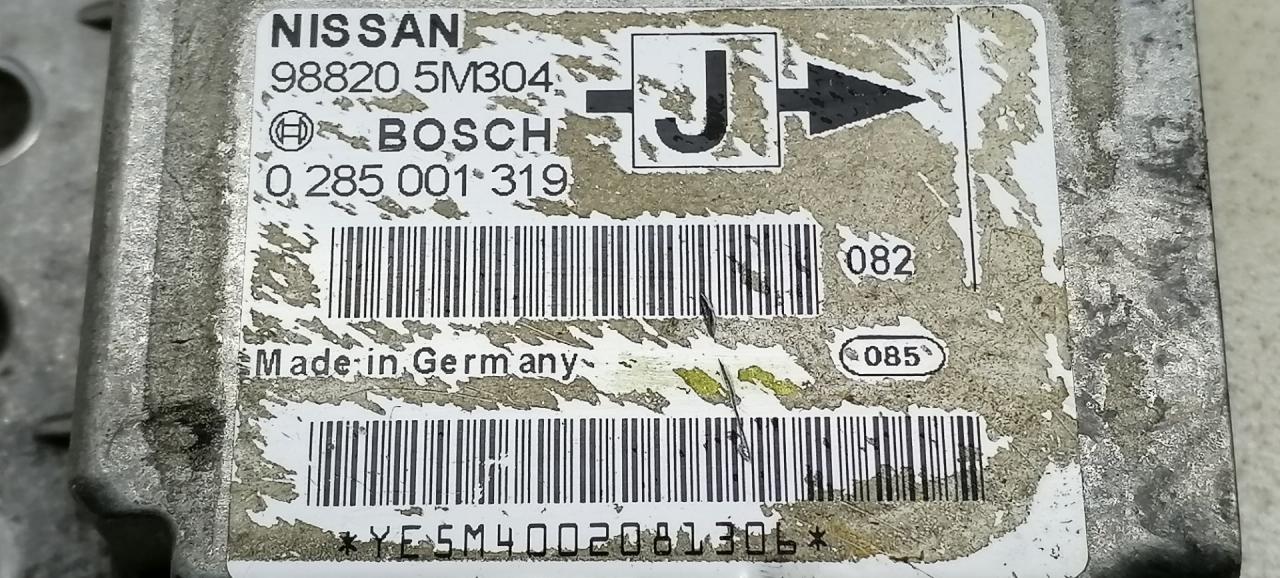 NISSAN
98820 5M304
J
BOSCH
0 285 001 319
082
Made in Germany
085
*YE5M4002081306*